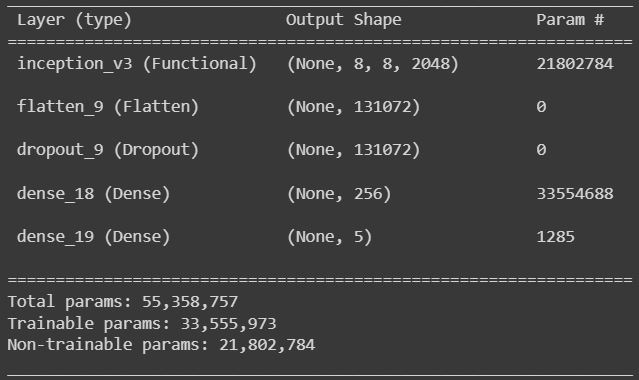 Layer (type) Output Shape Param #
inception_v3 (Functional) (None, 8, 8, 2048) 21802784
flatten_9 (Flatten) (None, 131072) 0
dropout_9 (Dropout) (None, 131072) 0
dense_18 (Dense) (None, 256) 33554688
dense_19 (Dense) (None, 5) 1285
Total params: 55,358,757
Trainable params: 33,555,973
Non-trainable params: 21,802,784